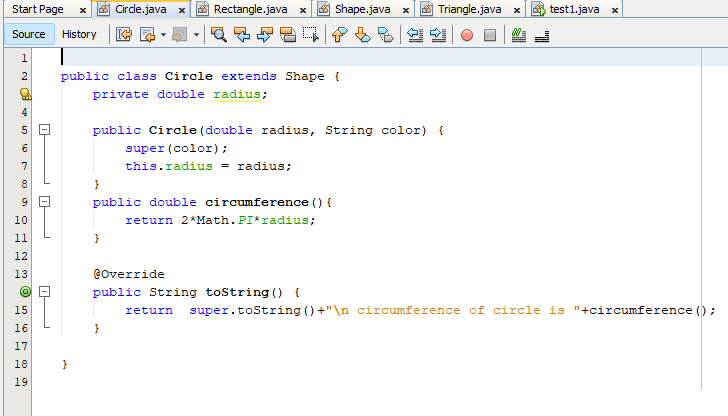 Start Page Circle.java Rectangle.java Shape.java Triangle.java test1.java
Source History
1
2 public class Circle extends Shape {
private double radius;
4
5 public Circle(double radius, String color) {
6 super(color);
7 this.radius = radius;
8 }
9 public double circumference(){
10 return 2*Math.PI*radius;
11 }
12
13 @Override
public String toString() {
15 return  super.toString()+"\n circumference of circle is "+circumference();
16 }
17
18 }
19